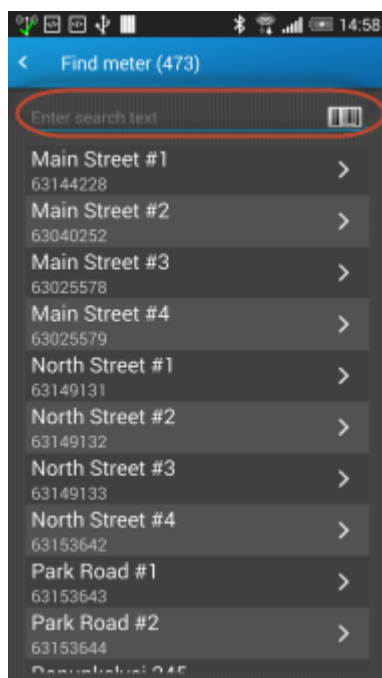 14:58
Find meter (473)
Enter search text
Main Street #1
63144228
Main Street #2
63040252
Main Street #3
63025578
Main Street #4
63025579
North Street #1
63149131
North Street #2
63149132
North Street #3
63149133
North Street #4
63153642
Park Road #1
63153643
Park Road #2
63153644